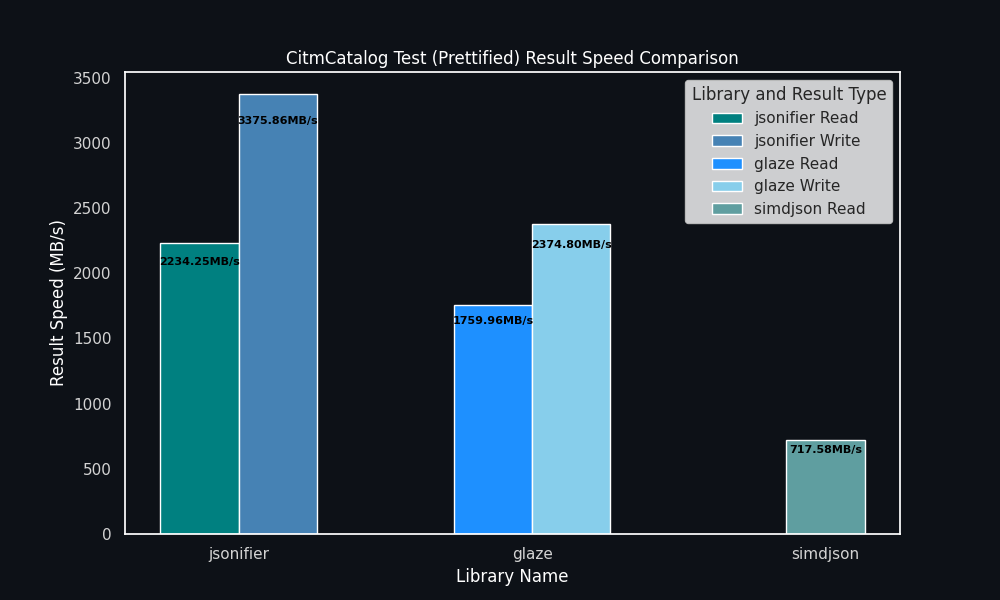 CitmCatalog Test (Prettified) Result Speed Comparison
Library and Result Type
jsonifier Read
jsonifier Write
glaze Read
glaze Write
simdjson Read
3500
3000
2500
2000
1500
1000
500
0
Result Speed (MB/s)
2234.25MB/s
3375.86MB/s
1759.96MB/s
2374.80MB/s
717.58MB/s
jsonifier
glaze
simdjson
Library Name